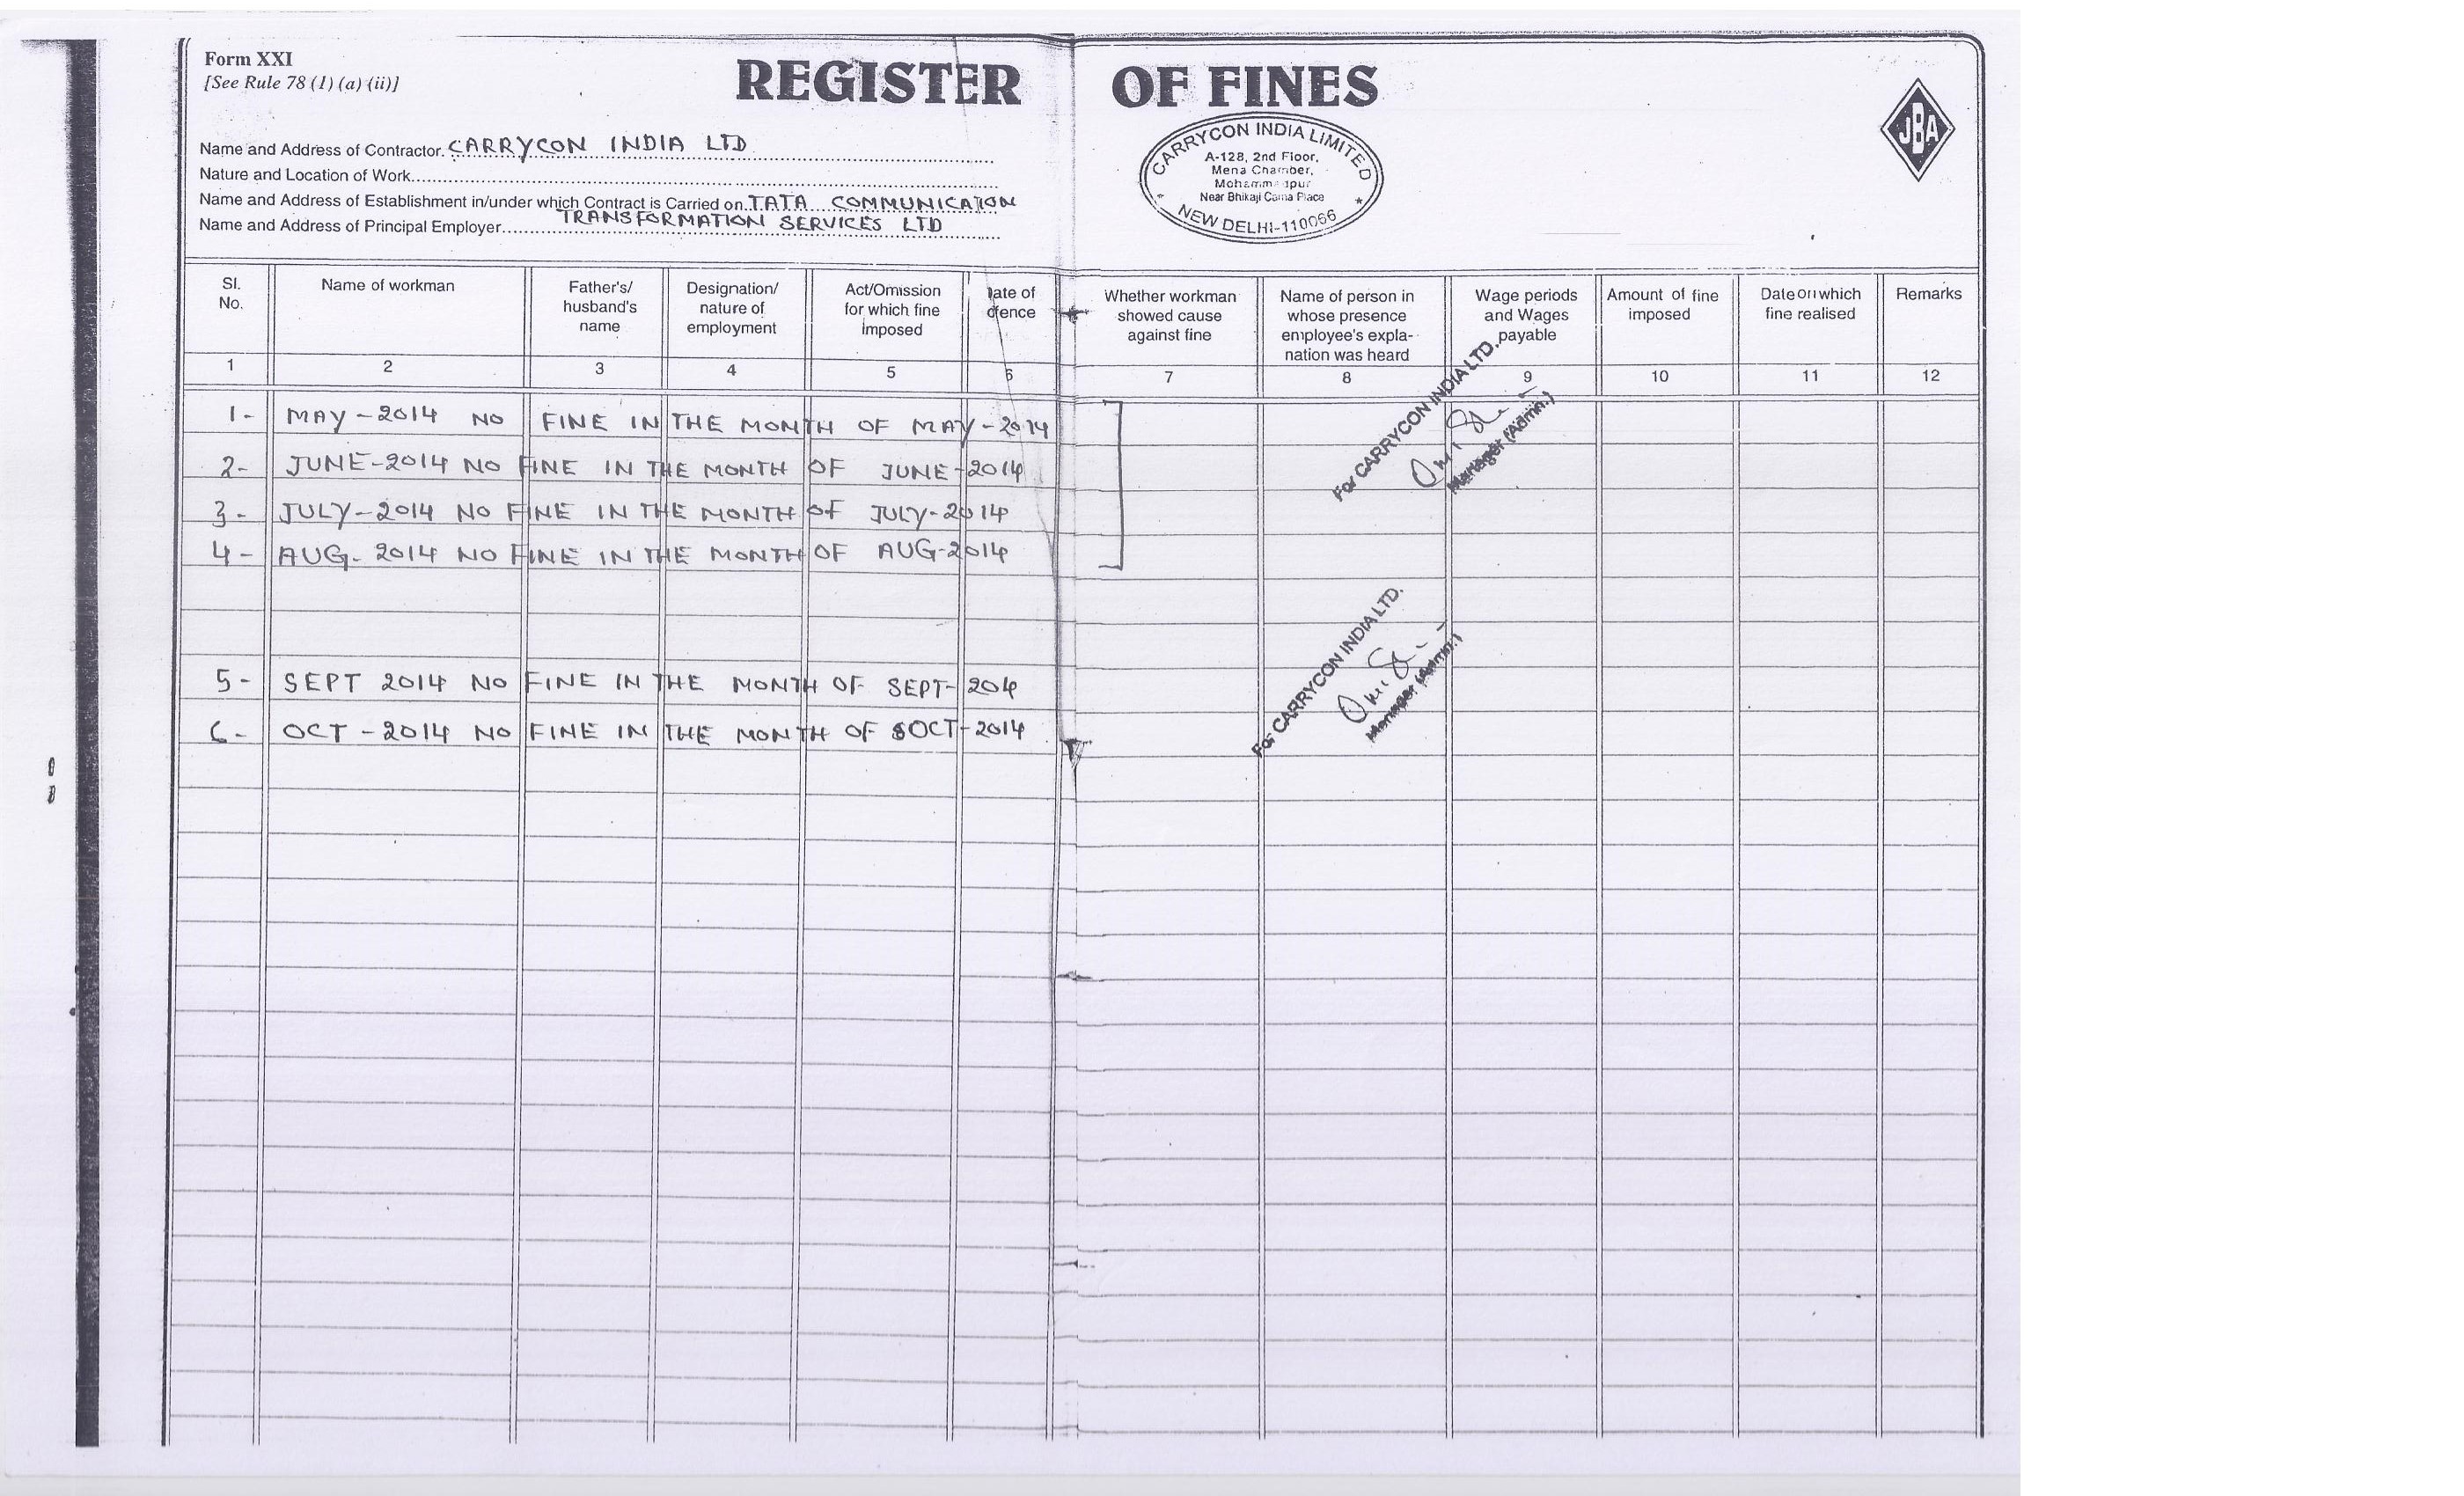 Form XXI
[See Rule 78 (1) (a) (ii)]
REGISTER OF FINES
JBA
Name and Address of Contractor. CARRYCON INDIA LTD
Nature and Location of Work
Name and Address of Establishment in/under which Contract is Carried on. TATA COMMUNICATION
TRANSFORMATION SERVICES LTD
Name and Address of Principal Employer
CARRYCON INDIA LIMITED
A-128, 2nd Floor,
Mena Chamber,
Near Bhikaji Cama Place
NEW DELHI-110066
Sl. No.
Name of workman
Father's/ husband's name
Designation/ nature of employment
Act/Omission for which fine imposed
ate of fence
Whether workman showed cause against fine
Name of person in whose presence employee's expla-nation was heard
Wage periods and Wages payable
Amount of fine imposed
Date on which fine realised
Remarks
1 2 3 4 5 6 7 8 9 10 11 12
1- MAY-2014 NO FINE IN THE MONTH OF MAY-2014
2- JUNE-2014 NO FINE IN THE MONTH OF JUNE-2014
3- JULY-2014 NO FINE IN THE MONTH OF JULY-2014
4- AUG-2014 NO FINE IN THE MONTH OF AUG-2014
For CARRYCON INDIA LTD.
Manager (Admn.)
5- SEPT 2014 NO FINE IN THE MONTH OF SEPT-204
6- OCT-2014 NO FINE IN THE MONTH OF OCT-2014
For CARRYCON INDIA LTD.
Manager (Admn.)